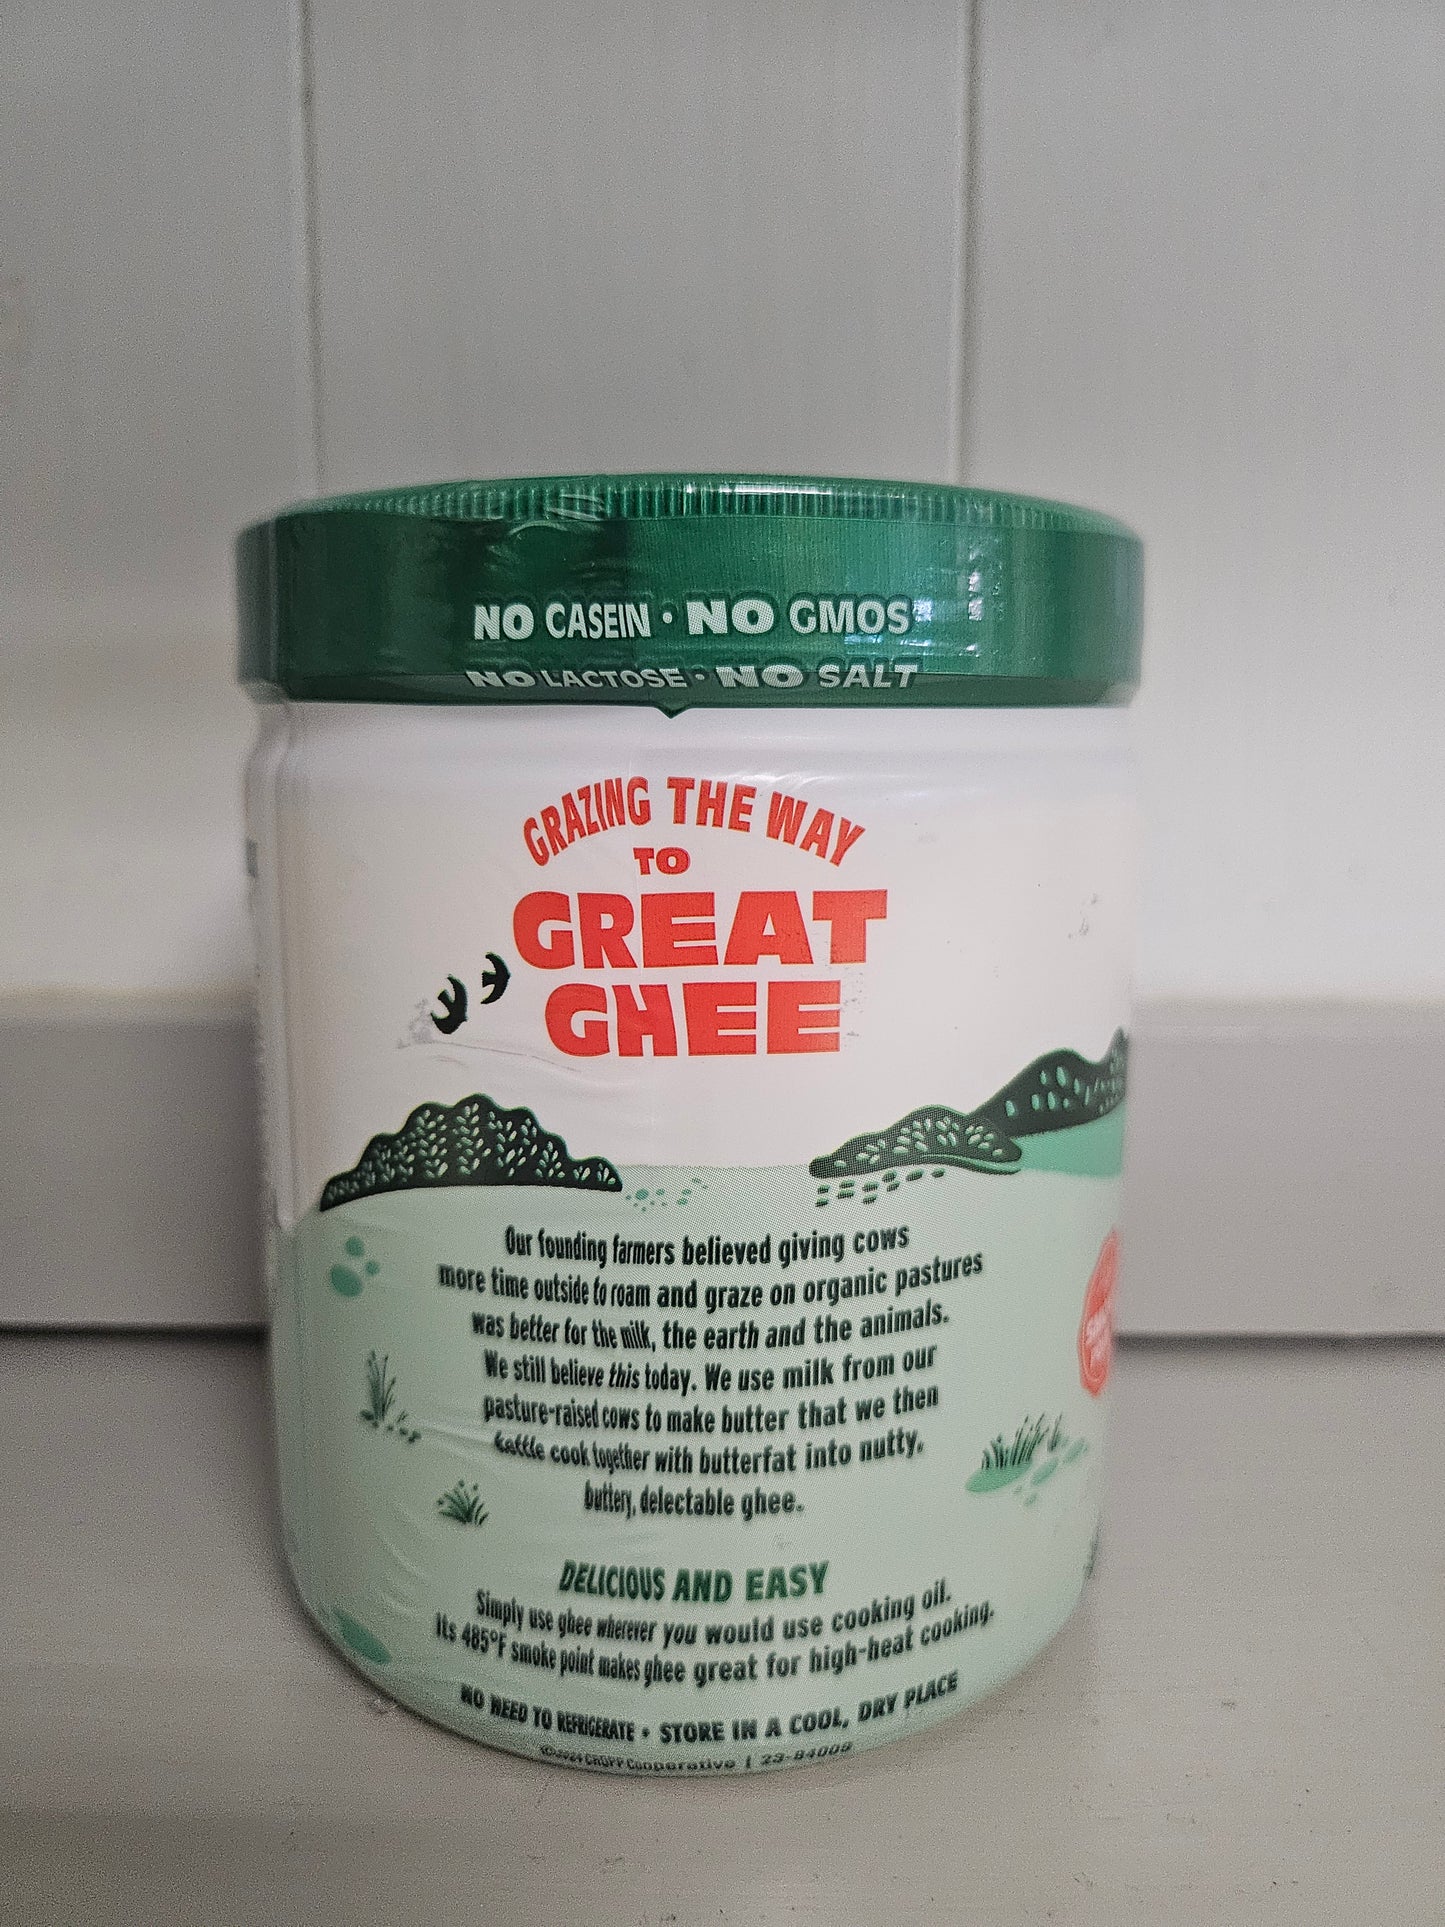 NO CASEIN • NO GMOS
NO LACTOSE • NO SALT
GRAZING THE WAY
TO
GREAT
GHEE
Our founding farmers believed giving cows
more time outside to roam and graze on organic pastures
was better for the milk, the earth and the animals.
We still believe this today. We use milk from our
pasture-raised cows to make butter that we then
kettle cook together with butterfat into nutty,
buttery, delectable ghee.
DELICIOUS AND EASY
Simply use ghee wherever you would use cooking oil.
Its 485°F smoke point makes ghee great for high-heat cooking.
NO NEED TO REFRIGERATE • STORE IN A COOL, DRY PLACE
©2024 CROPP Cooperative | 23-84009